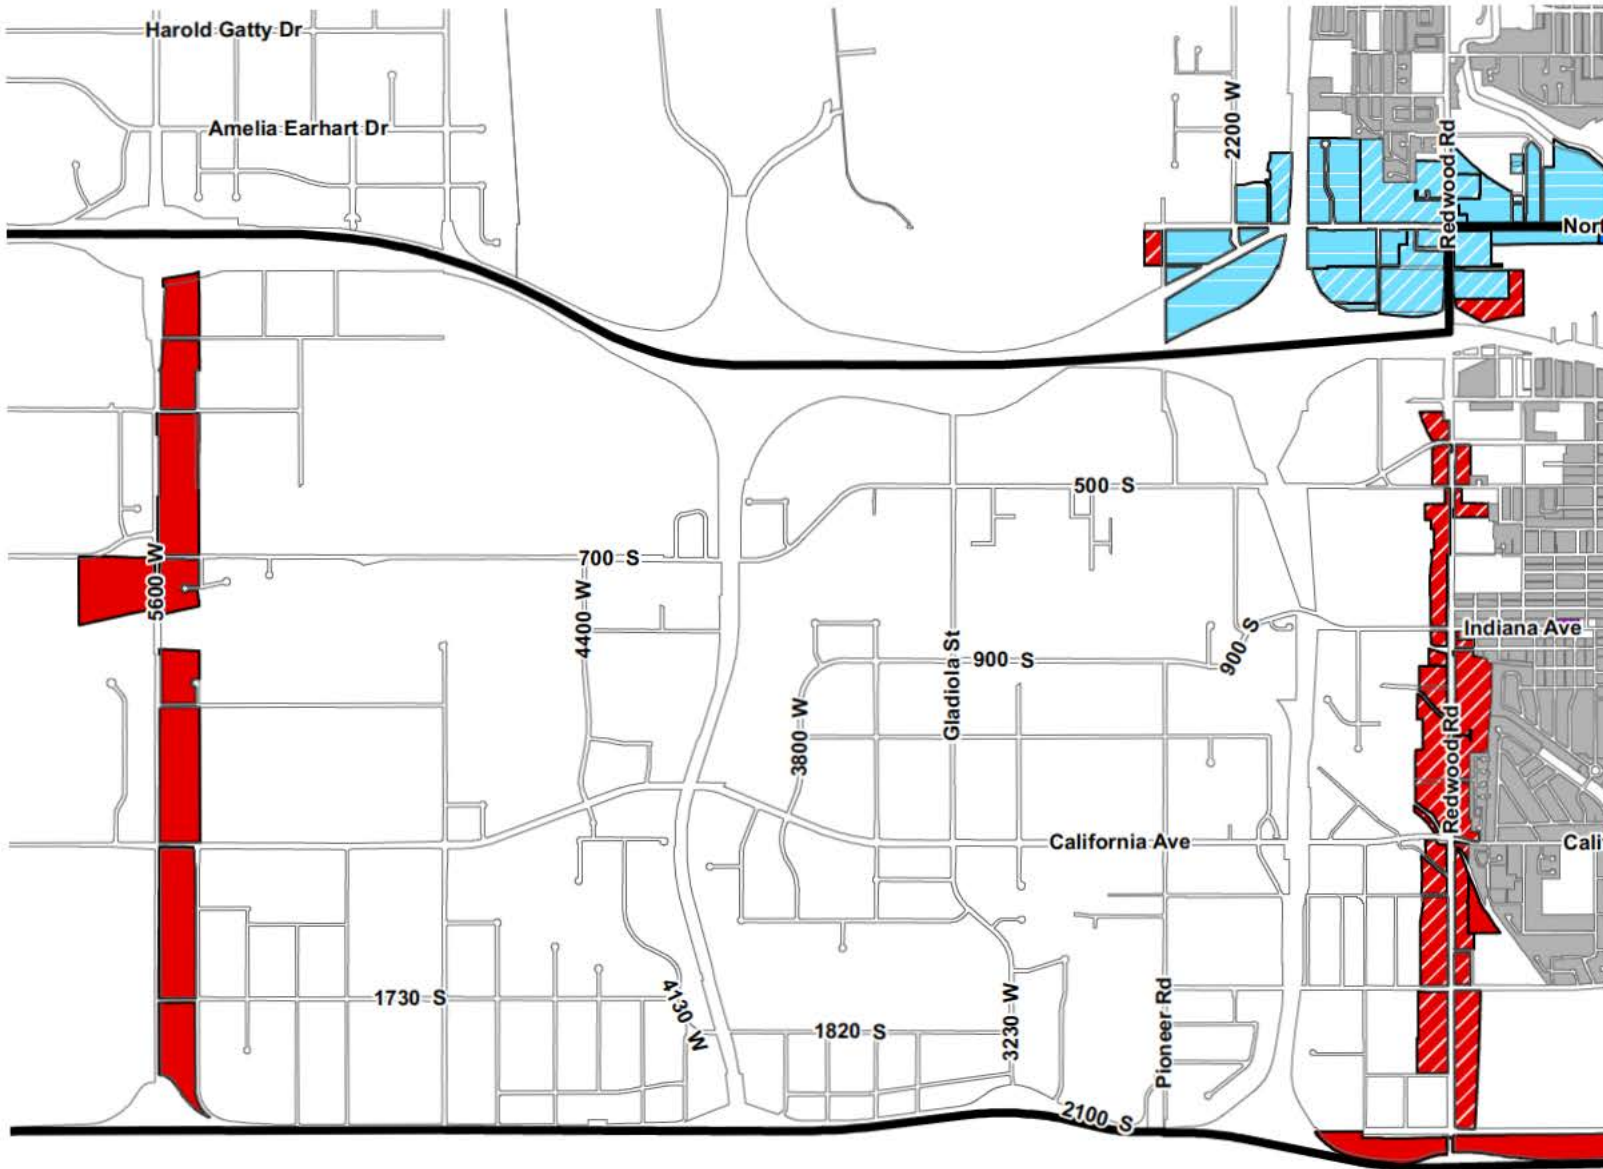 Harold Gatty Dr
Amelia Earhart Dr
2200 W
Redwood Rd
Nort
500 S
700 S
5600 W
4400 W
Indiana Ave
900 S
900 S
Gladiola St
3800 W
Redwood Rd
California Ave
Cali
1730 S
4130 W
1820 S
3230 W
Pioneer Rd
2100 S